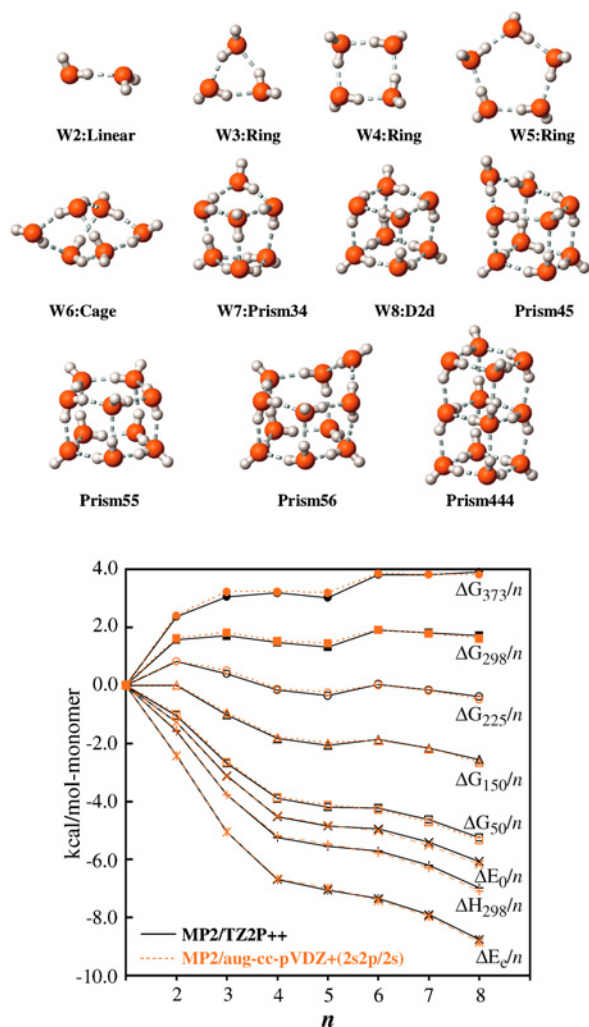 W2:Linear
W3:Ring
W4:Ring
W5:Ring
W6:Cage
W7:Prism34
W8:D2d
Prism45
Prism55
Prism56
Prism444
4.0
2.0
0.0
-2.0
-4.0
-6.0
-8.0
-10.0
kcal/mol-monomer
ΔG373/n
ΔG298/n
ΔG225/n
ΔG150/n
ΔG50/n
ΔE0/n
ΔH298/n
ΔEe/n
MP2/TZ2P++
MP2/aug-cc-pVDZ+(2s2p/2s)
2 3 4 5 6 7 8
n